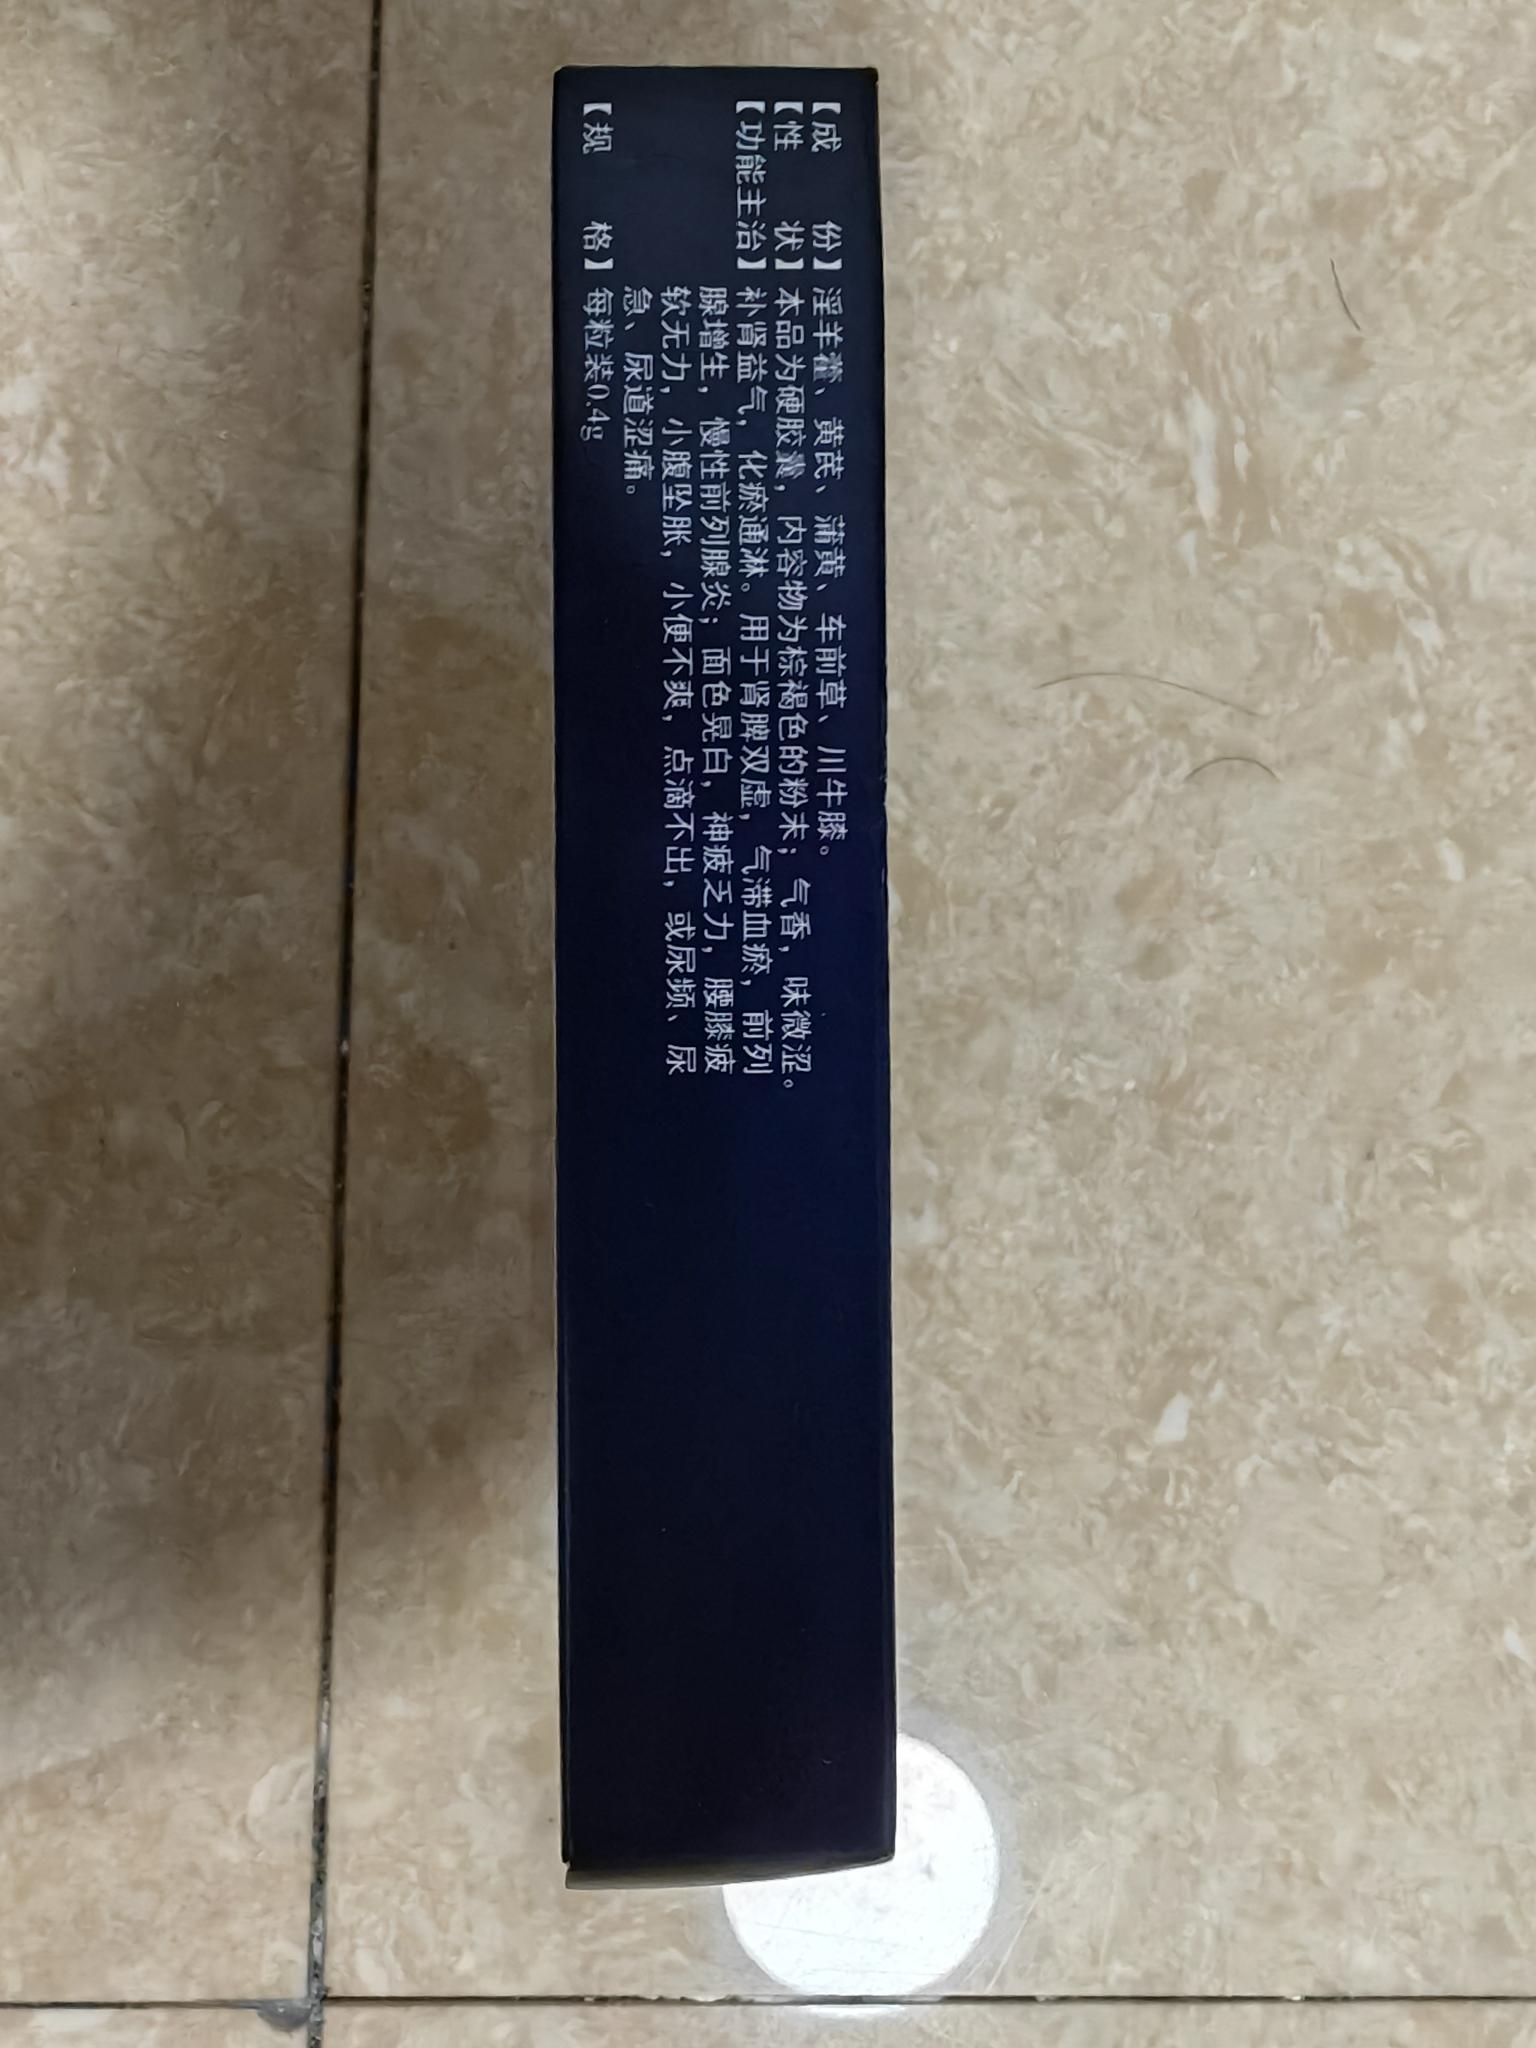 【成　　份】淫羊藿、黄芪、蒲黄、车前草、川牛膝。
【性　　状】本品为硬胶囊，内容物为棕褐色的粉末；气香，味微涩。
【功能主治】补肾益气，化瘀通淋。用于肾脾双虚，气滞血瘀，前列
腺增生，慢性前列腺炎；面色晃白，神疲乏力，腰膝疲
软无力，小腹坠胀，小便不爽，点滴不出，或尿频、尿
急、尿道涩痛。
【规　　格】每粒装0.4g